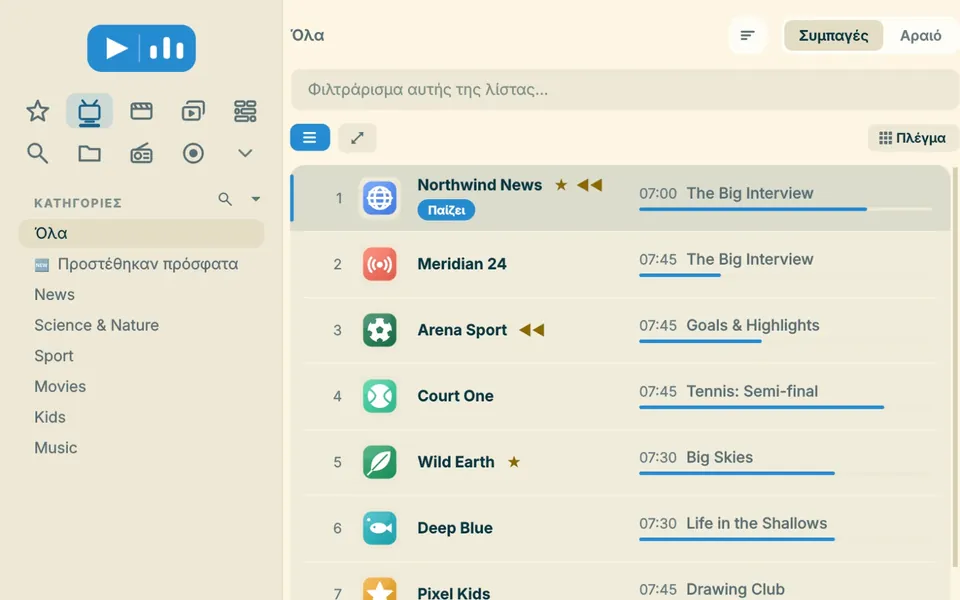 ΚΑΤΗΓΟΡΙΕΣ
Όλα
🆕 Προστέθηκαν πρόσφατα
News
Science & Nature
Sport
Movies
Kids
Music
Όλα
Συμπαγές Αραιό
Φιλτράρισμα αυτής της λίστας...
Πλέγμα
1 Northwind News ★ ◀◀ 07:00 The Big Interview
Παίζει
2 Meridian 24 07:45 The Big Interview
3 Arena Sport ◀◀ 07:45 Goals & Highlights
4 Court One 07:45 Tennis: Semi-final
5 Wild Earth ★ 07:30 Big Skies
6 Deep Blue 07:30 Life in the Shallows
7 Pixel Kids 07:45 Drawing Club